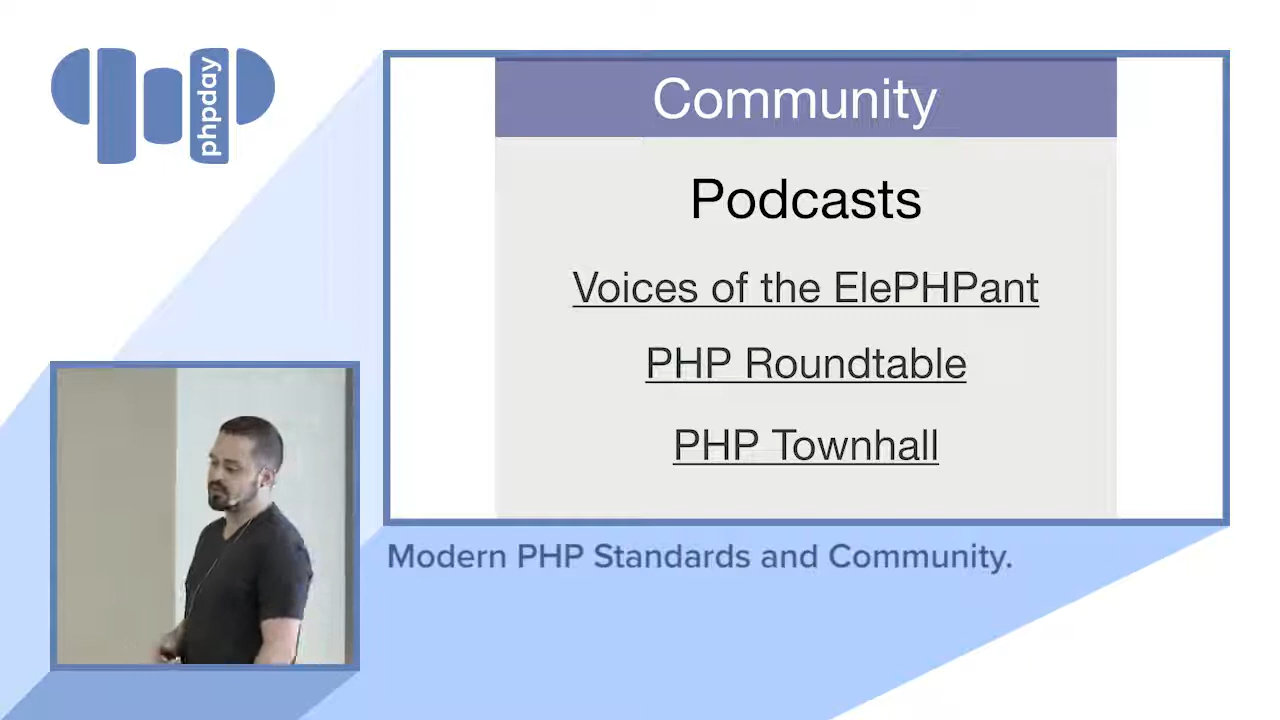 phpday
Community
Podcasts
Voices of the ElePHPant
PHP Roundtable
PHP Townhall
Modern PHP Standards and Community.